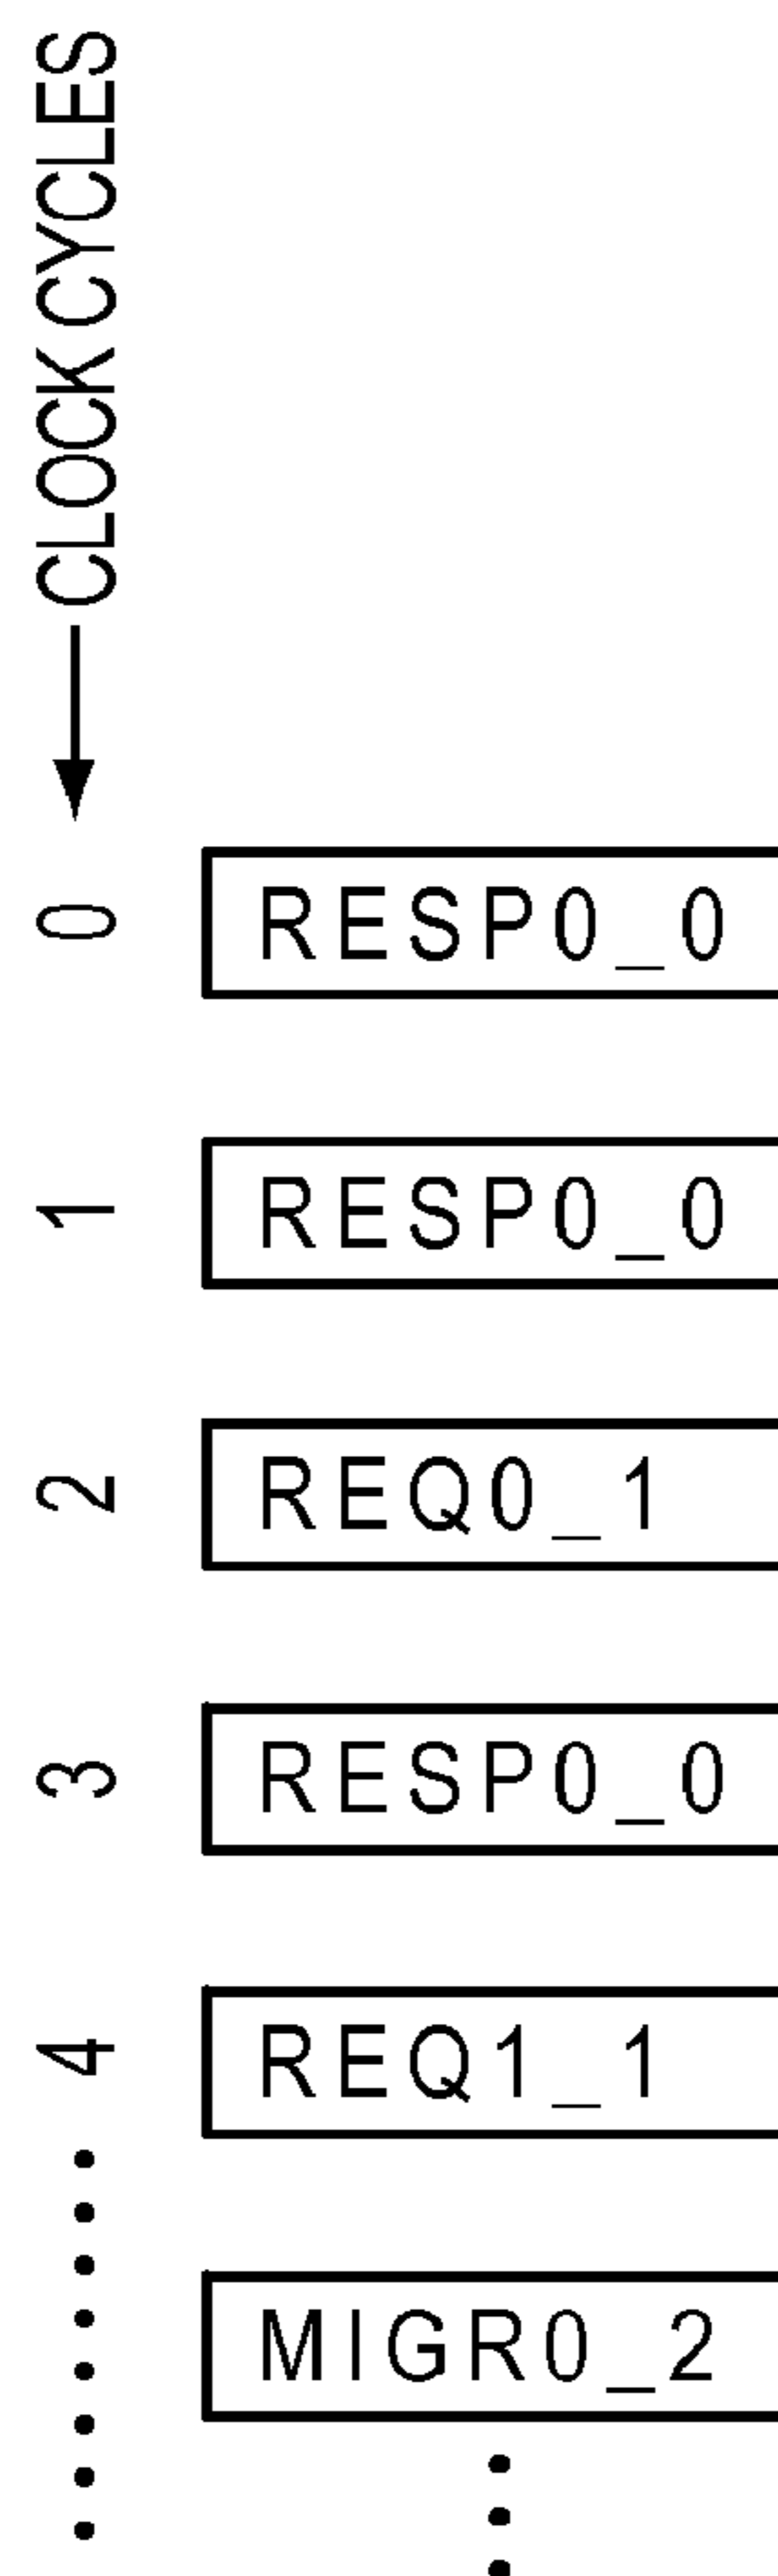 CLOCK CYCLES
0 RESP0_0
1 RESP0_0
2 REQ0_1
3 RESP0_0
4 REQ1_1
MIGR0_2